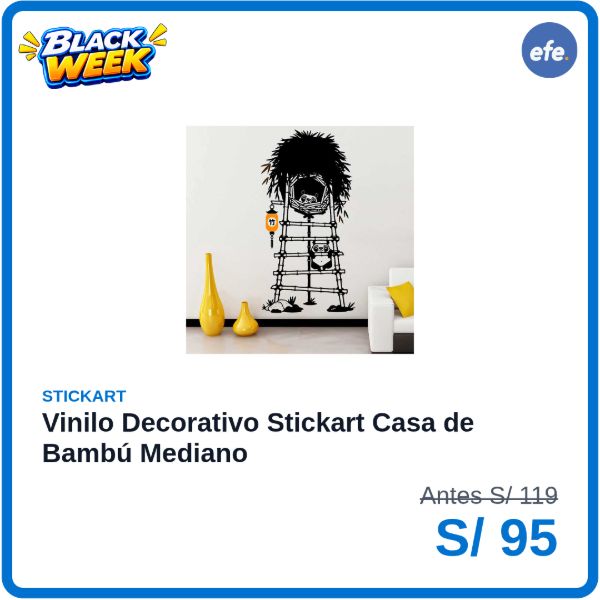 BLACK
WEEK
efe.
STICKART
Vinilo Decorativo Stickart Casa de
Bambú Mediano
Antes S/ 119
S/ 95